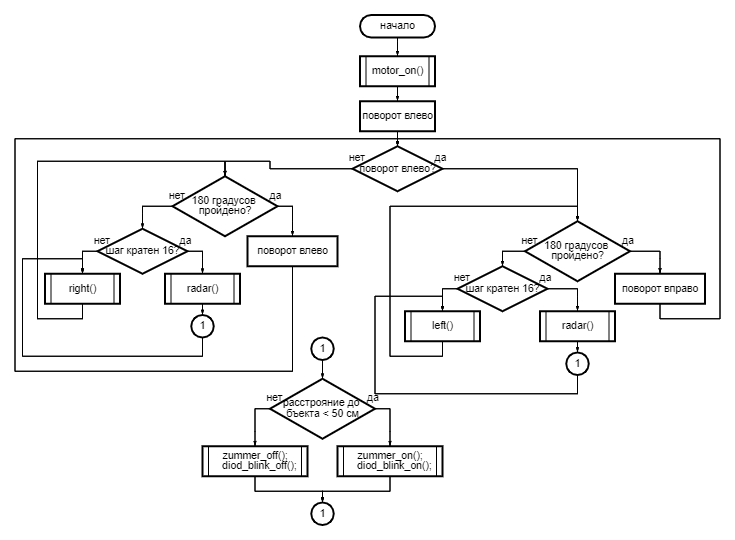 начало
motor_on()
поворот влево
нет
поворот влево?
да
нет
180 градусов
пройдено?
да
нет
шаг кратен 16?
да
поворот влево
right()
radar()
1
нет
180 градусов
пройдено?
да
нет
шаг кратен 16?
да
поворот вправо
left()
radar()
1
1
нет
расстрояние до
бъекта < 50 см
да
zummer_off();
diod_blink_off();
zummer_on();
diod_blink_on();
1